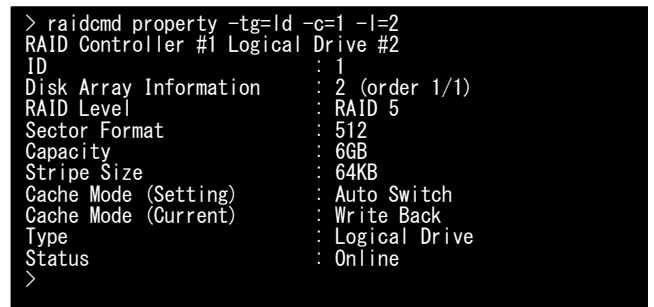 > raidcmd property -tg=ld -c=1 -l=2
RAID Controller #1 Logical Drive #2
ID : 1
Disk Array Information : 2 (order 1/1)
RAID Level : RAID 5
Sector Format : 512
Capacity : 6GB
Stripe Size : 64KB
Cache Mode (Setting) : Auto Switch
Cache Mode (Current) : Write Back
Type : Logical Drive
Status : Online
>